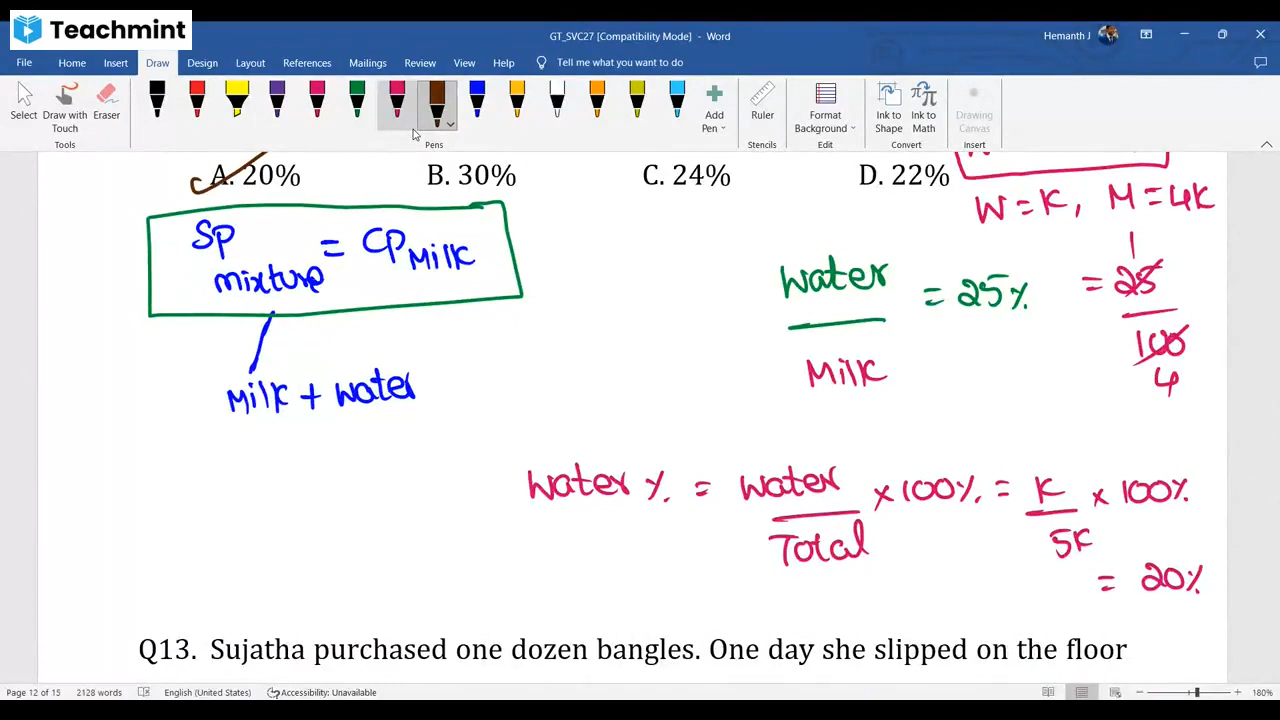 Teachmint
GT_SVC27 [Compatibility Mode] - Word
Hemanth J
File Home Insert Draw Design Layout References Mailings Review View Help Tell me what you want to do
Select Draw with Touch Eraser Add Pen Ruler Format Background Ink to Shape Ink to Math Drawing Canvas
Tools Pens Stencils Edit Convert Insert
A. 20% B. 30% C. 24% D. 22%
W = K, M = 4K
SP mixture = CP Milk
Milk + water
water / Milk = 25% = 25/100
1
4
water % = water / Total × 100% = K / 5K × 100%
= 20%
Q13. Sujatha purchased one dozen bangles. One day she slipped on the floor
Page 12 of 15 2128 words English (United States) Accessibility: Unavailable 180%